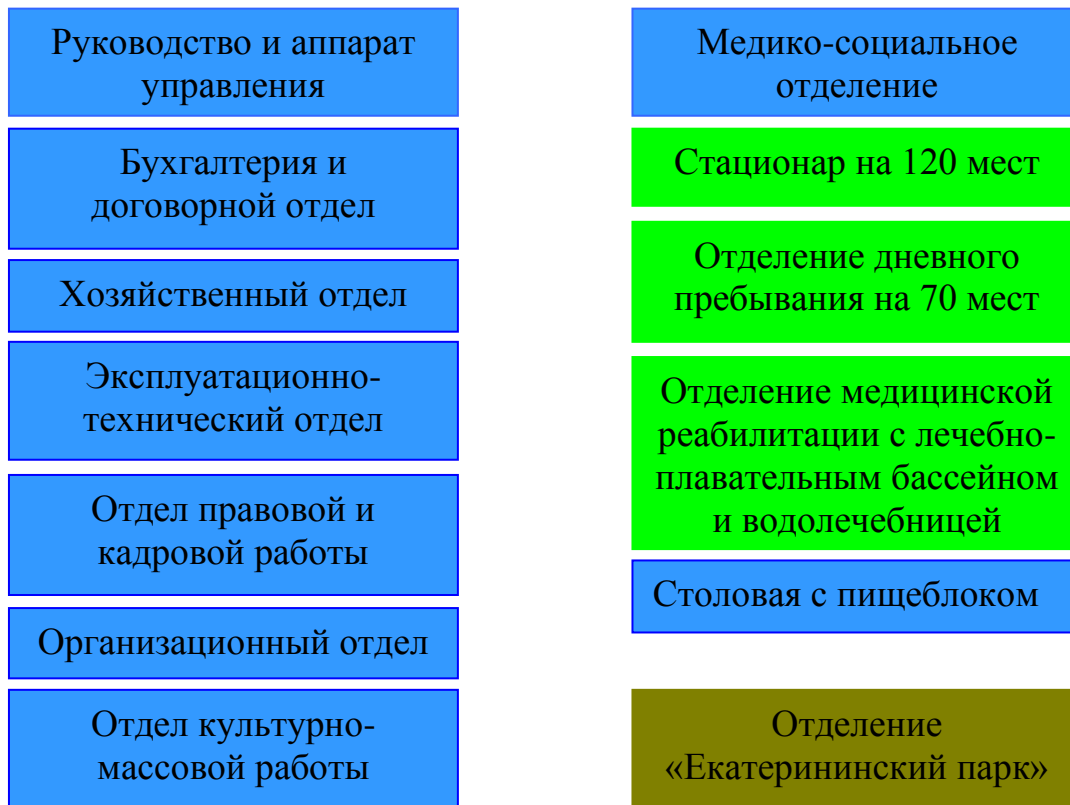 Руководство и аппарат
управления
Бухгалтерия и
договорной отдел
Хозяйственный отдел
Эксплуатационно-
технический отдел
Отдел правовой и
кадровой работы
Организационный отдел
Отдел культурно-
массовой работы
Медико-социальное
отделение
Стационар на 120 мест
Отделение дневного
пребывания на 70 мест
Отделение медицинской
реабилитации с лечебно-
плавательным бассейном
и водолечебницей
Столовая с пищеблоком
Отделение
«Екатерининский парк»